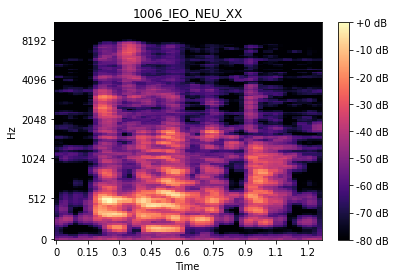 1006_IEO_NEU_XX
+0 dB
8192
-10 dB
4096
-20 dB
-30 dB
2048
Hz
-40 dB
1024
-50 dB
512
-60 dB
-70 dB
0
-80 dB
0 0.15 0.3 0.45 0.6 0.75 0.9 1.1 1.2
Time